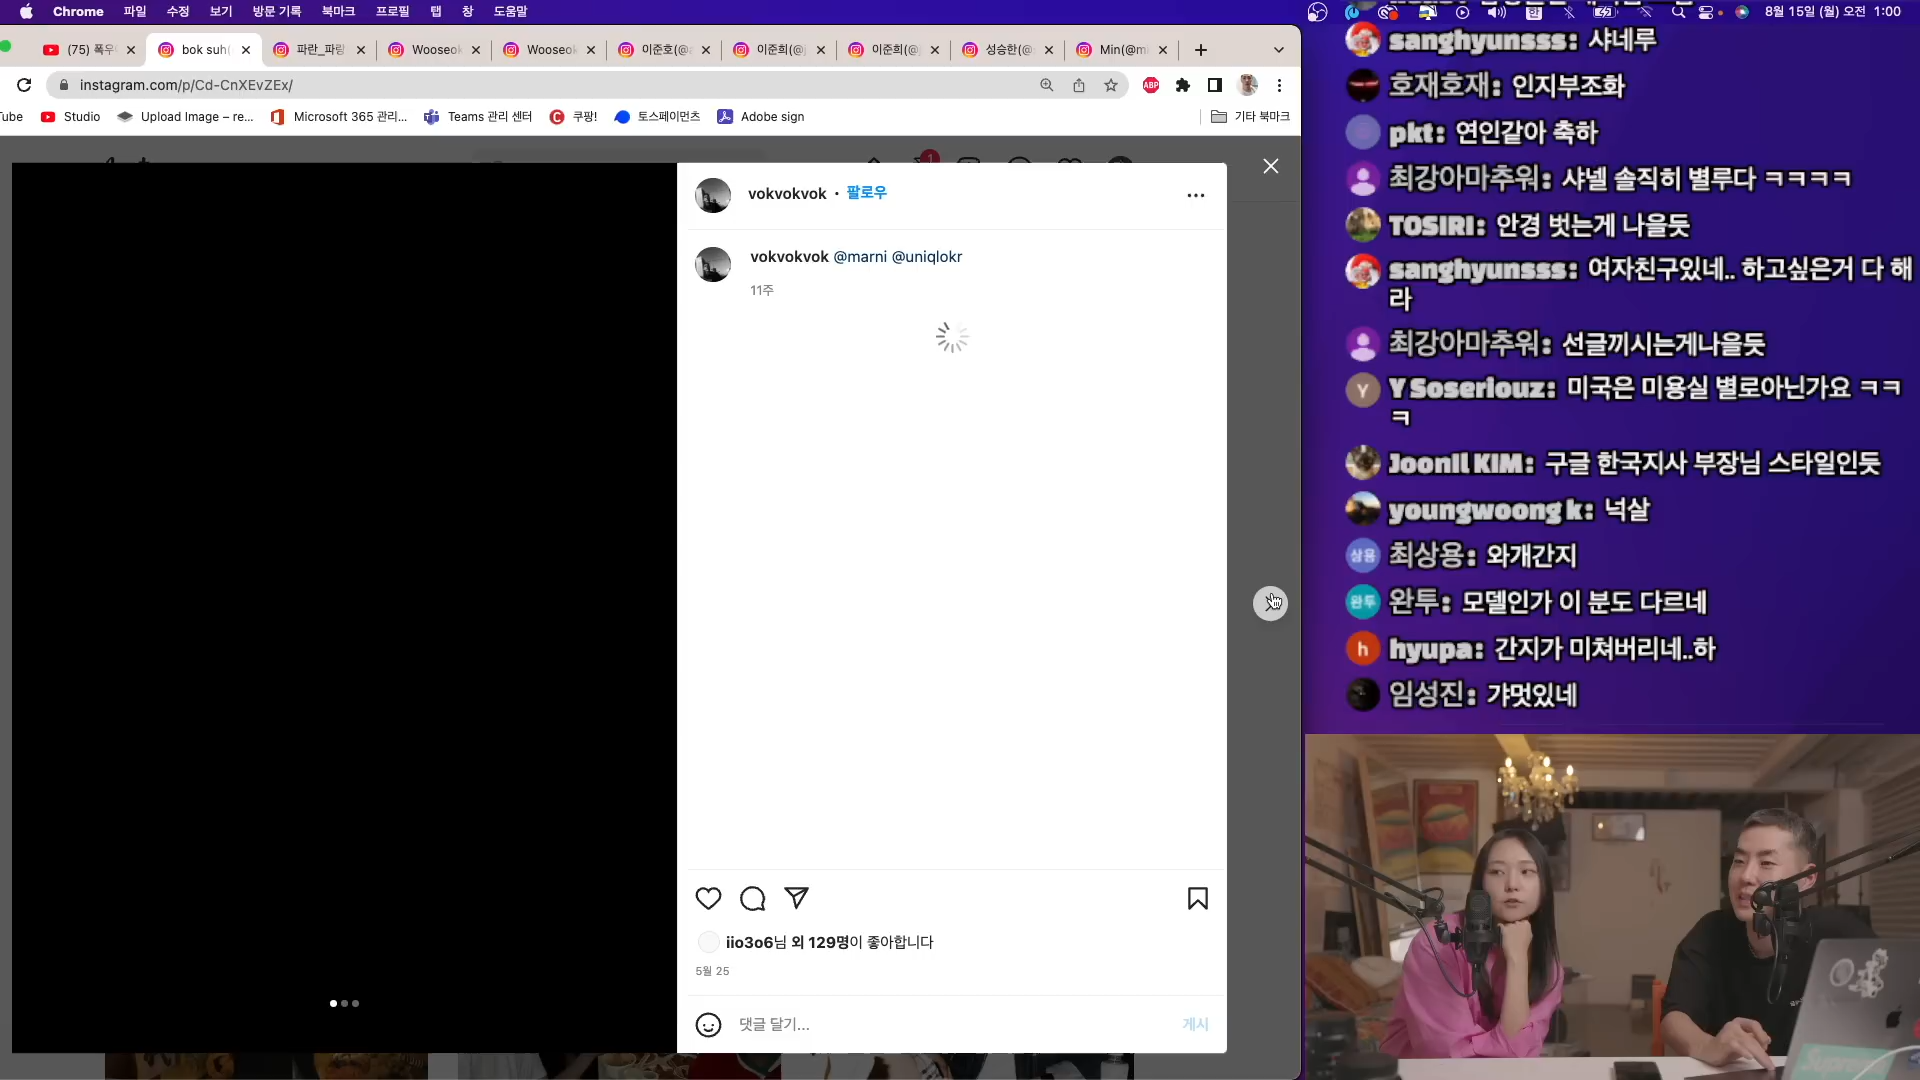 Chrome 파일 수정 보기 방문 기록 북마크 프로필 탭 창 도움말
한 8월 15일 (월) 오전 1:00
(75) 폭우 bok suh( 파란_파랑 Wooseok Wooseok 이준호(@ 이준희(@ 이준희(@ 성승한(@ Min(@mi
instagram.com/p/Cd-CnXEvZEx/ ABP
Tube Studio Upload Image – re... Microsoft 365 관리... Teams 관리 센터 쿠팡! 토스페이먼츠 Adobe sign 기타 북마크
1
vokvokvok • 팔로우
vokvokvok @marni @uniqlokr
11주
iio3o6님 외 129명이 좋아합니다
5월 25
댓글 달기... 게시
sanghyunsss: 샤네루
호재호재: 인지부조화
pkt: 연인같아 축하
최강아마추워: 샤넬 솔직히 별루다 ㅋㅋㅋㅋ
TOSIRI: 안경 벗는게 나을듯
sanghyunsss: 여자친구있네.. 하고싶은거 다 해
라
최강아마추워: 선글끼시는게나을듯
Y Y Soseriouz: 미국은 미용실 별로아닌가요 ㅋㅋ
ㅋ
Joonil KIM: 구글 한국지사 부장님 스타일인듯
youngwoong k: 넉살
상용 최상용: 와개간지
완투 완투: 모델인가 이 분도 다르네
h hyupa: 간지가 미쳐버리네..하
임성진: 갸멋있네
Supreme